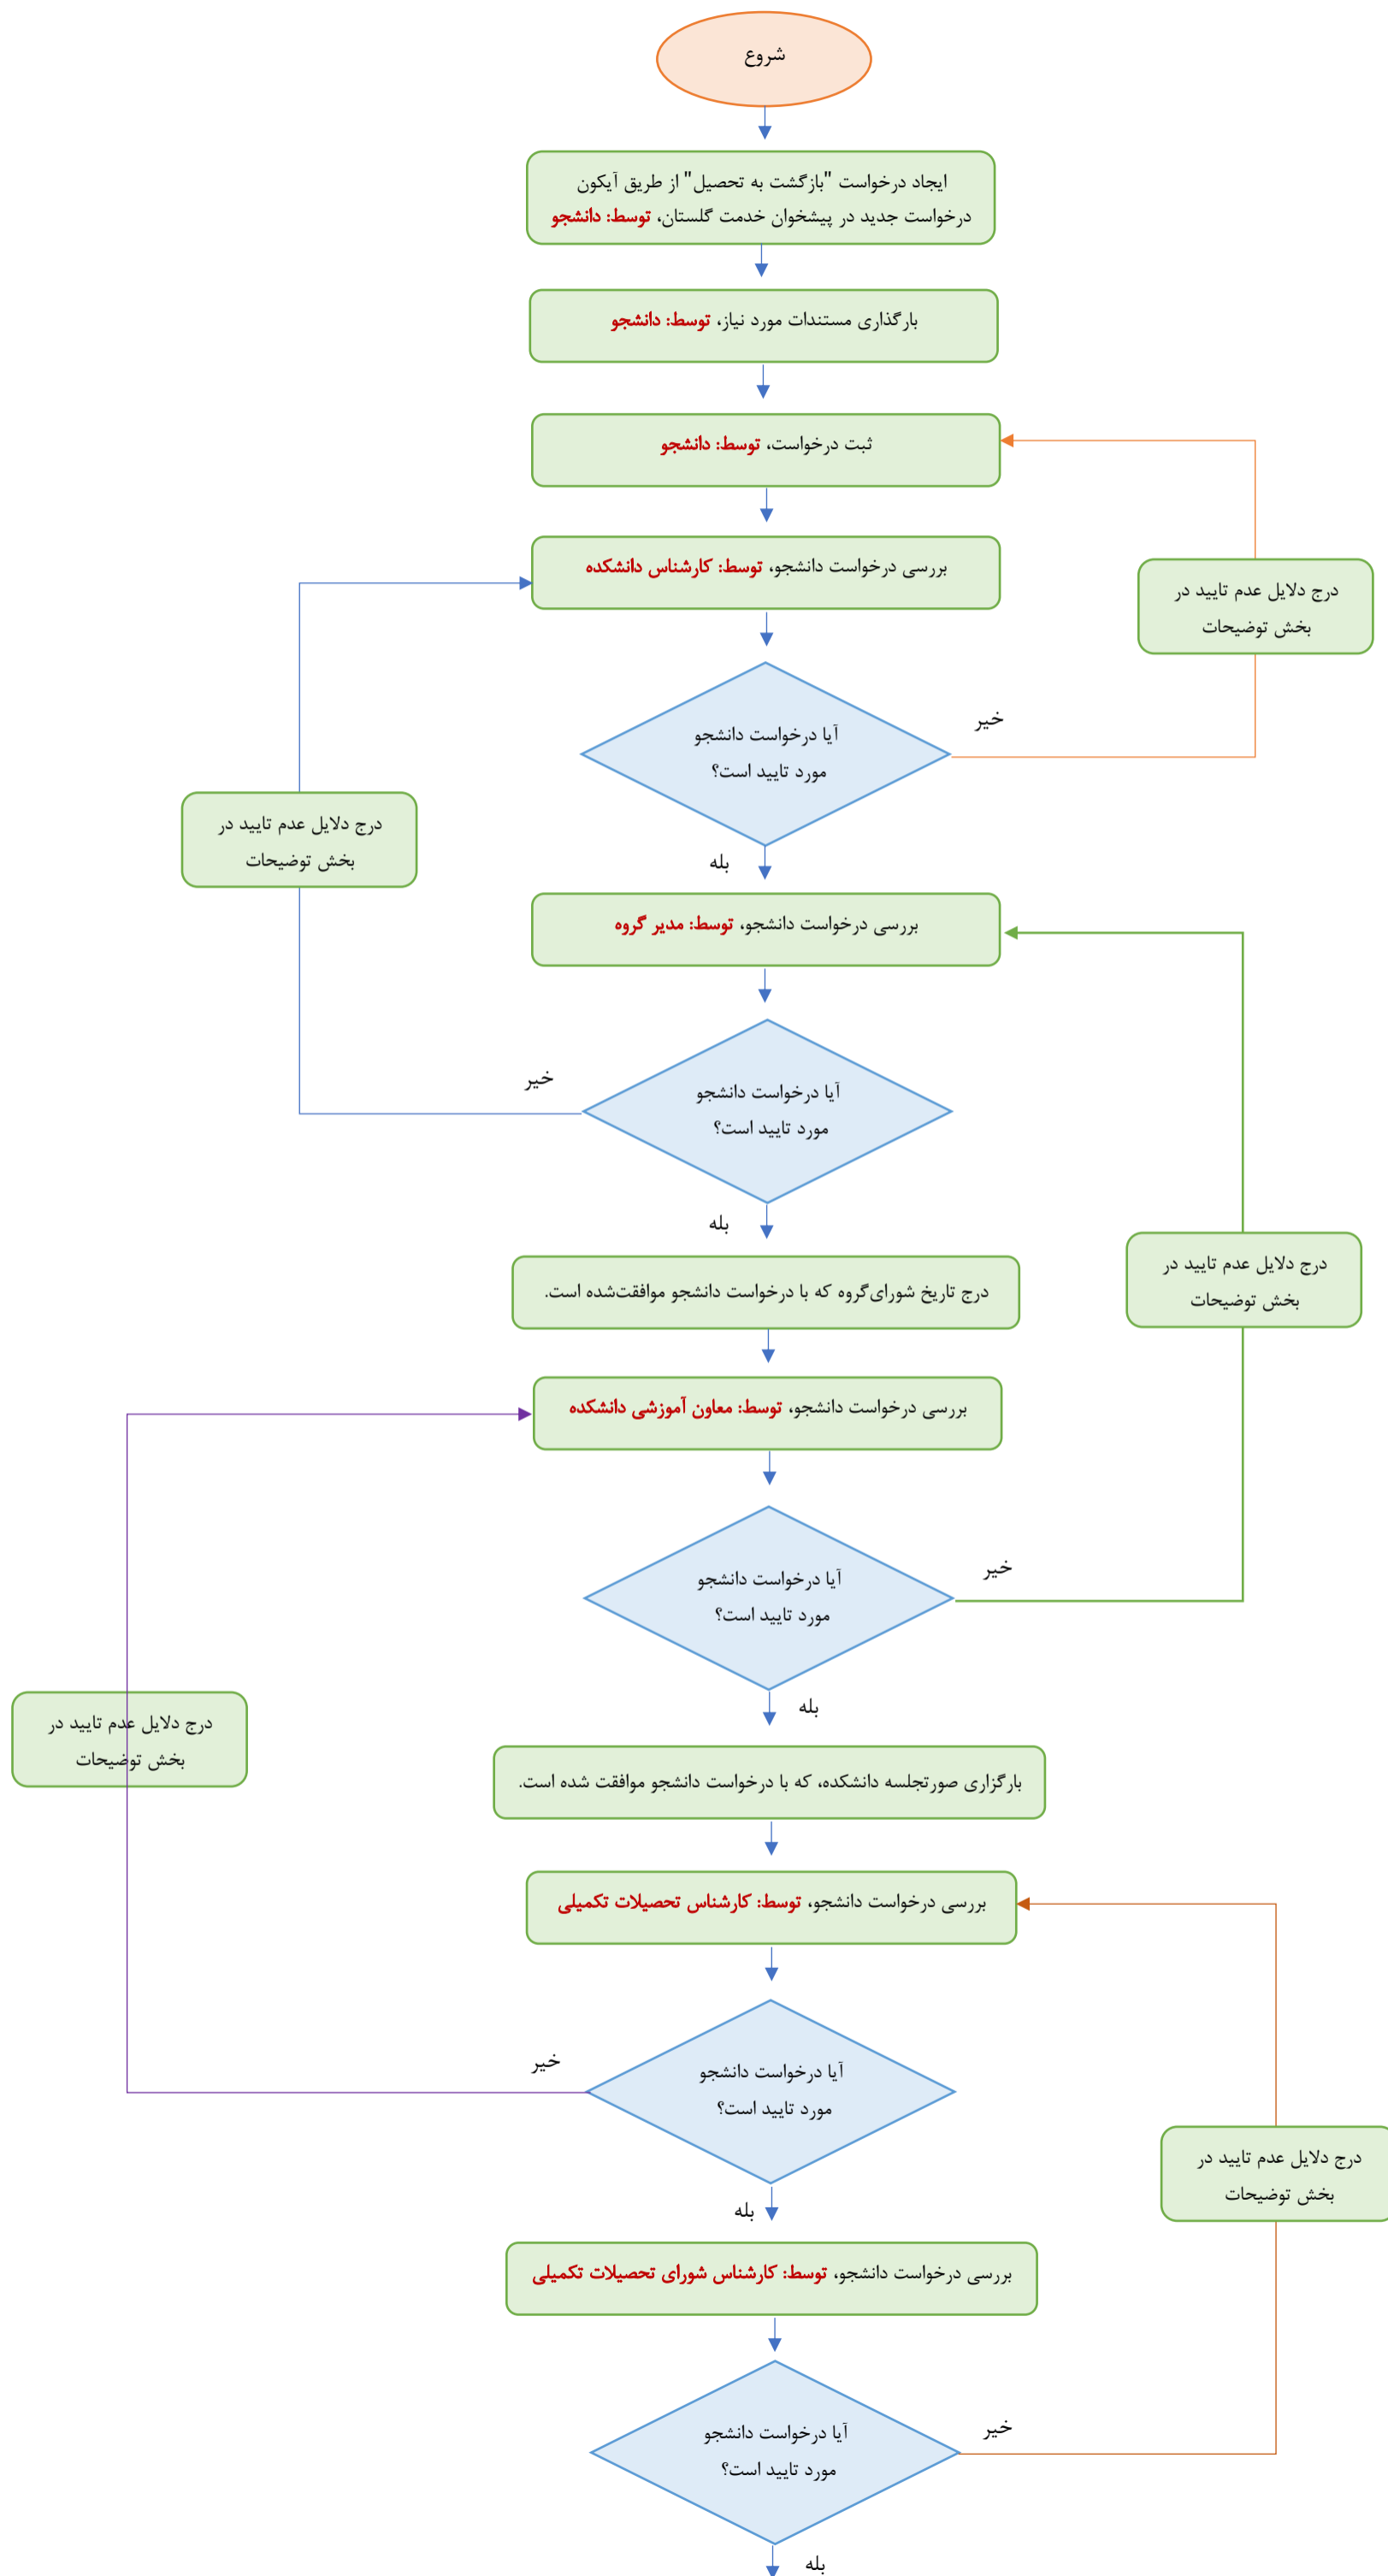 شروع
ایجاد درخواست "بازگشت به تحصیل" از طریق آیکون
درخواست جدید در پیشخوان خدمت گلستان، توسط: دانشجو
بارگذاری مستندات مورد نیاز، توسط: دانشجو
ثبت درخواست، توسط: دانشجو
بررسی درخواست دانشجو، توسط: کارشناس دانشکده
درج دلایل عدم تایید در
بخش توضیحات
آیا درخواست دانشجو
مورد تایید است؟
خیر
بله
درج دلایل عدم تایید در
بخش توضیحات
بررسی درخواست دانشجو، توسط: مدیر گروه
آیا درخواست دانشجو
مورد تایید است؟
خیر
بله
درج تاریخ شورای‌گروه که با درخواست دانشجو موافقت‌شده است.
درج دلایل عدم تایید در
بخش توضیحات
بررسی درخواست دانشجو، توسط: معاون آموزشی دانشکده
آیا درخواست دانشجو
مورد تایید است؟
خیر
بله
درج دلایل عدم تایید در
بخش توضیحات
بارگزاری صورتجلسه دانشکده، که با درخواست دانشجو موافقت شده است.
بررسی درخواست دانشجو، توسط: کارشناس تحصیلات تکمیلی
آیا درخواست دانشجو
مورد تایید است؟
خیر
بله
درج دلایل عدم تایید در
بخش توضیحات
بررسی درخواست دانشجو، توسط: کارشناس شورای تحصیلات تکمیلی
آیا درخواست دانشجو
مورد تایید است؟
خیر
بله